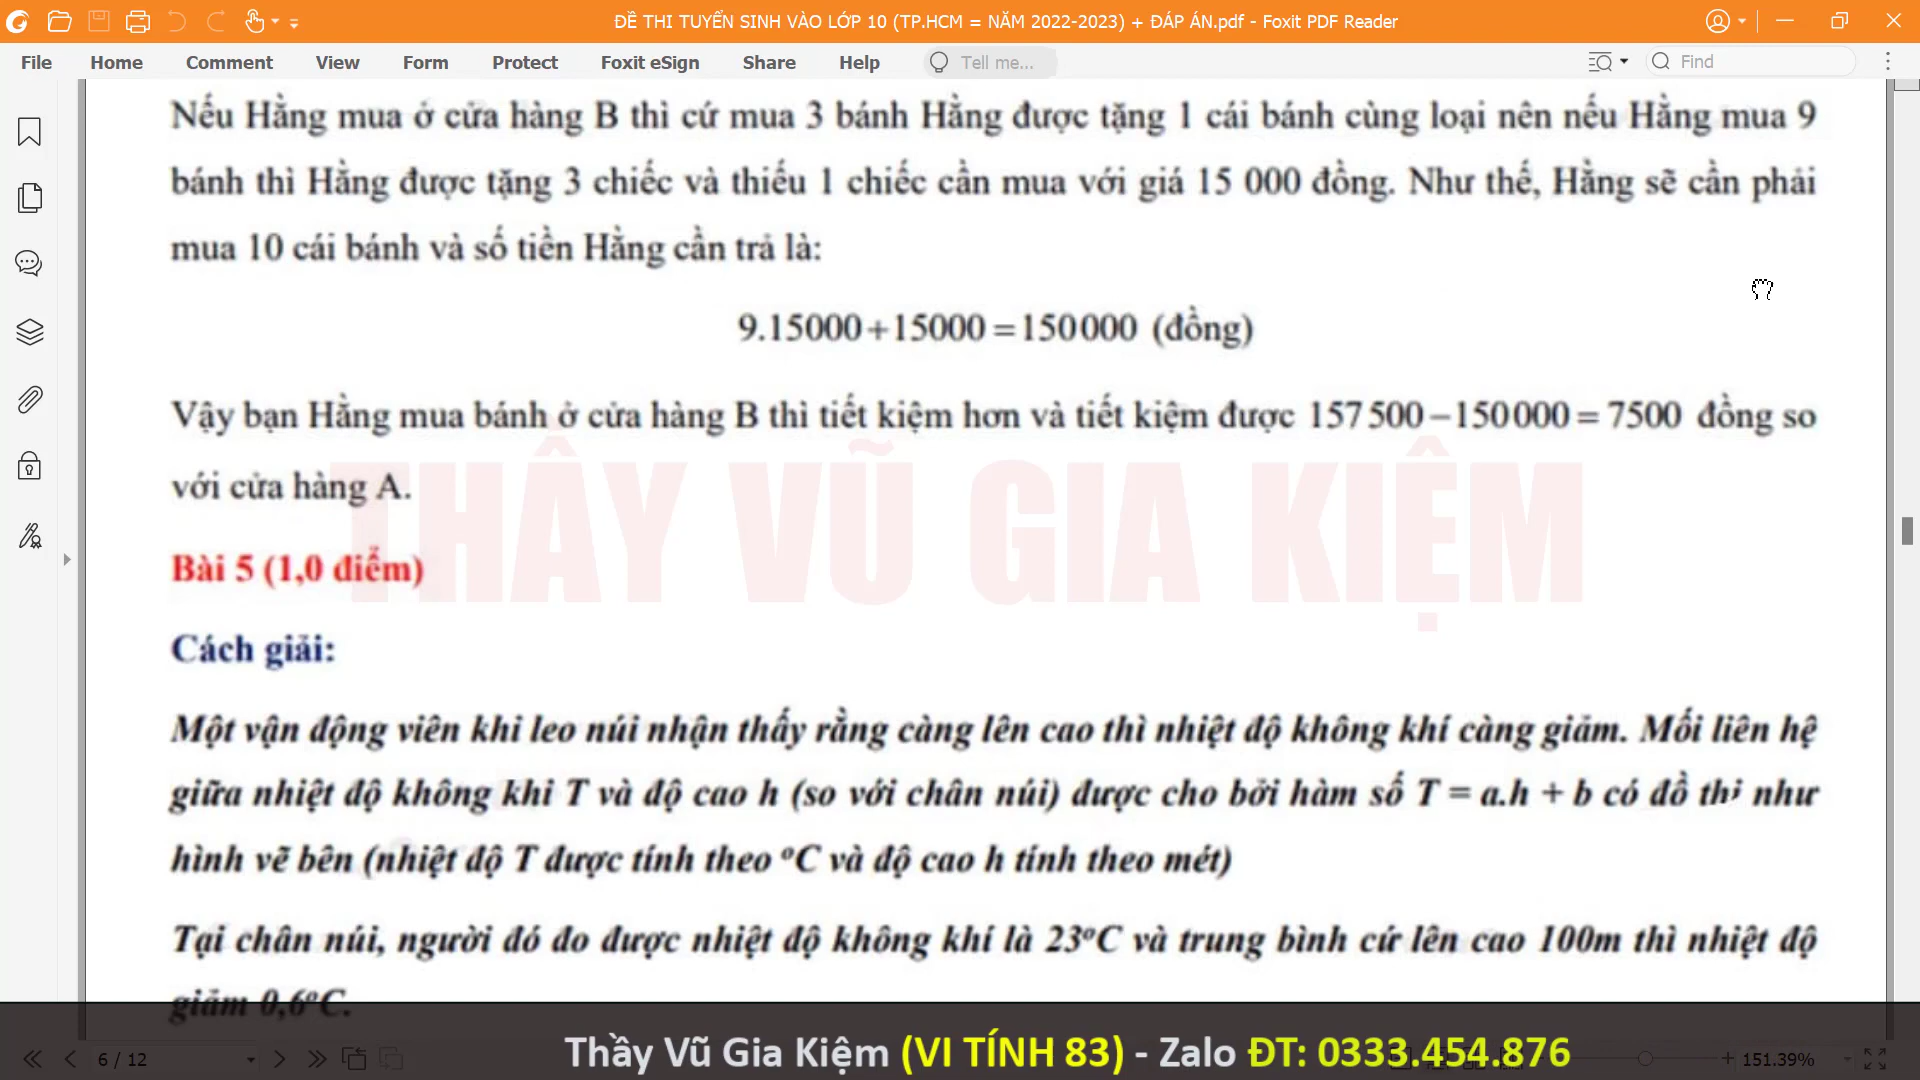 ĐỀ THI TUYỂN SINH VÀO LỚP 10 (TP.HCM = NĂM 2022-2023) + ĐÁP ÁN.pdf - Foxit PDF Reader
File Home Comment View Form Protect Foxit eSign Share Help Tell me... Find
Nếu Hằng mua ở cửa hàng B thì cứ mua 3 bánh Hằng được tặng 1 cái bánh cùng loại nên nếu Hằng mua 9
bánh thì Hằng được tặng 3 chiếc và thiếu 1 chiếc cần mua với giá 15 000 đồng. Như thế, Hằng sẽ cần phải
mua 10 cái bánh và số tiền Hằng cần trả là:
9.15000+15000=150000 (đồng)
Vậy bạn Hằng mua bánh ở cửa hàng B thì tiết kiệm hơn và tiết kiệm được 157500−150000=7500 đồng so
với cửa hàng A.
THẦY VŨ GIA KIỆM
Bài 5 (1,0 điểm)
Cách giải:
Một vận động viên khi leo núi nhận thấy rằng càng lên cao thì nhiệt độ không khí càng giảm. Mối liên hệ
giữa nhiệt độ không khi T và độ cao h (so với chân núi) được cho bởi hàm số T = a.h + b có đồ thị như
hình vẽ bên (nhiệt độ T được tính theo °C và độ cao h tính theo mét)
Tại chân núi, người đó đo được nhiệt độ không khí là 23°C và trung bình cứ lên cao 100m thì nhiệt độ
giảm 0,6°C.
Thầy Vũ Gia Kiệm (VI TÍNH 83) - Zalo ĐT: 0333.454.876
6 / 12 151.39%